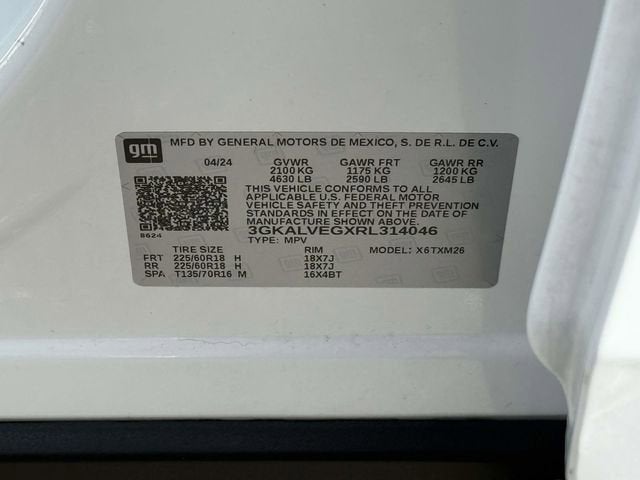 gm MFD BY GENERAL MOTORS DE MEXICO, S. DE R.L. DE C.V.
04/24 GVWR GAWR FRT GAWR RR
2100 KG 1175 KG 1200 KG
4630 LB 2590 LB 2645 LB
THIS VEHICLE CONFORMS TO ALL
APPLICABLE U.S. FEDERAL MOTOR
VEHICLE SAFETY AND THEFT PREVENTION
STANDARDS IN EFFECT ON THE DATE OF
MANUFACTURE SHOWN ABOVE.
8624 3GKALVEGXRL314046
TYPE: MPV
TIRE SIZE RIM MODEL: X6TXM26
FRT 225/60R18 H 18X7J
RR 225/60R18 H 18X7J
SPA T135/70R16 M 16X4BT